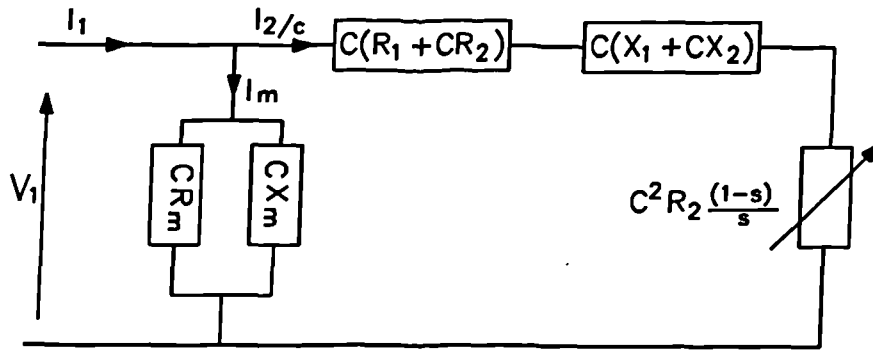 I₁
I₂/c
C(R₁ + CR₂)
C(X₁ + CX₂)
Iₘ
V₁
CRₘ
CXₘ
C²R₂ (1-s)/s